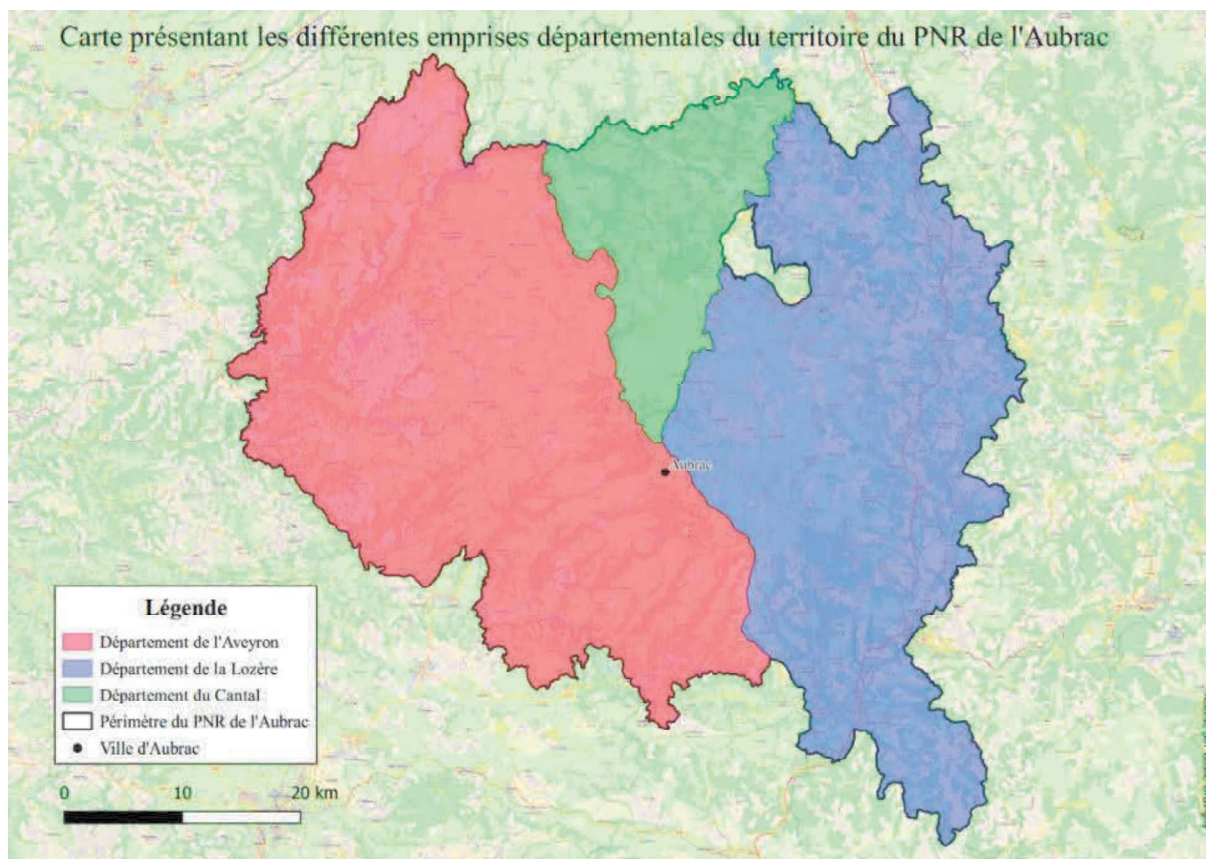 Carte présentant les différentes emprises départementales du territoire du PNR de l'Aubrac
Aubrac
Légende
Département de l'Aveyron
Département de la Lozère
Département du Cantal
Périmètre du PNR de l'Aubrac
Ville d'Aubrac
0 10 20 km